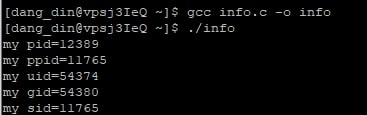 [dang_din@vpsj3IeQ ~]$ gcc info.c -o info
[dang_din@vpsj3IeQ ~]$ ./info
my pid=12389
my ppid=11765
my uid=54374
my gid=54380
my sid=11765